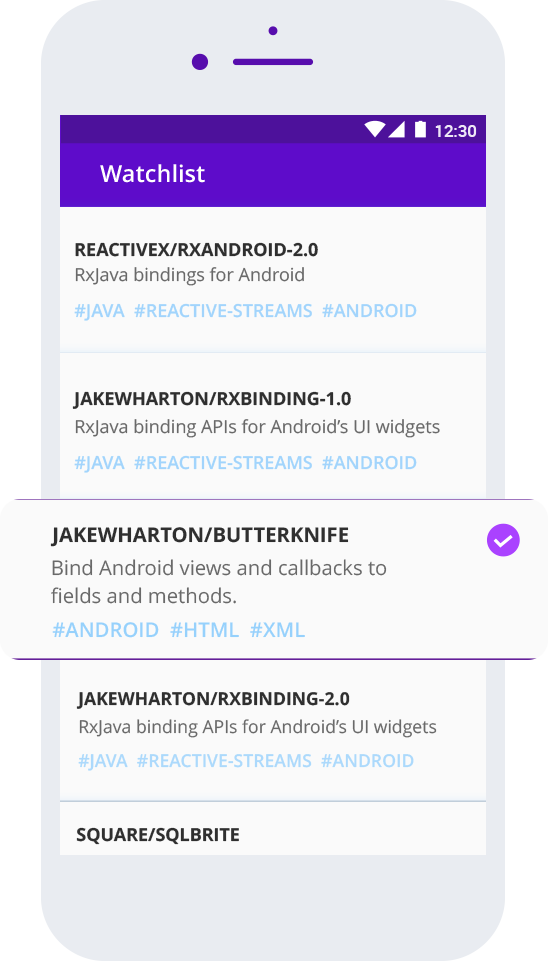 12:30
Watchlist
REACTIVEX/RXANDROID-2.0
RxJava bindings for Android
#JAVA #REACTIVE-STREAMS #ANDROID
JAKEWHARTON/RXBINDING-1.0
RxJava binding APIs for Android’s UI widgets
#JAVA #REACTIVE-STREAMS #ANDROID
JAKEWHARTON/BUTTERKNIFE
Bind Android views and callbacks to
fields and methods.
#ANDROID #HTML #XML
JAKEWHARTON/RXBINDING-2.0
RxJava binding APIs for Android’s UI widgets
#JAVA #REACTIVE-STREAMS #ANDROID
SQUARE/SQLBRITE